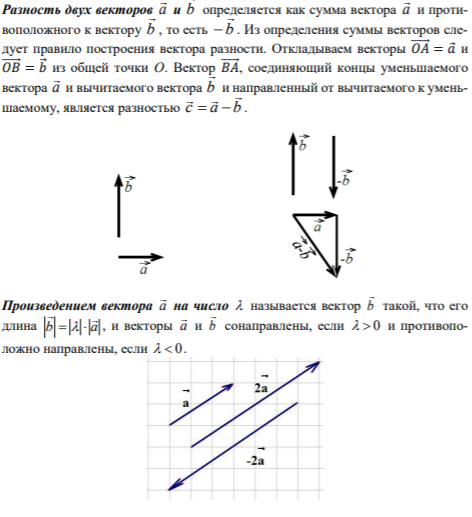 Разность двух векторов a⃗ и b⃗ определяется как сумма вектора a⃗ и проти-
воположного к вектору b⃗ , то есть −b⃗ . Из определения суммы векторов сле-
дует правило построения вектора разности. Откладываем векторы OA⃗ = a⃗ и
OB⃗ = b⃗ из общей точки O. Вектор BA⃗, соединяющий концы уменьшаемого
вектора a⃗ и вычитаемого вектора b⃗ и направленный от вычитаемого к умень-
шаемому, является разностью c⃗ = a⃗ − b⃗ .
b⃗
a⃗
b⃗
-b⃗
a⃗
a-b⃗
-b⃗
Произведением вектора a⃗ на число λ называется вектор b⃗ такой, что его
длина |b⃗|=|λ|·|a⃗|, и векторы a⃗ и b⃗ сонаправлены, если λ>0 и противопо-
ложно направлены, если λ<0.
a⃗
2a⃗
-2a⃗